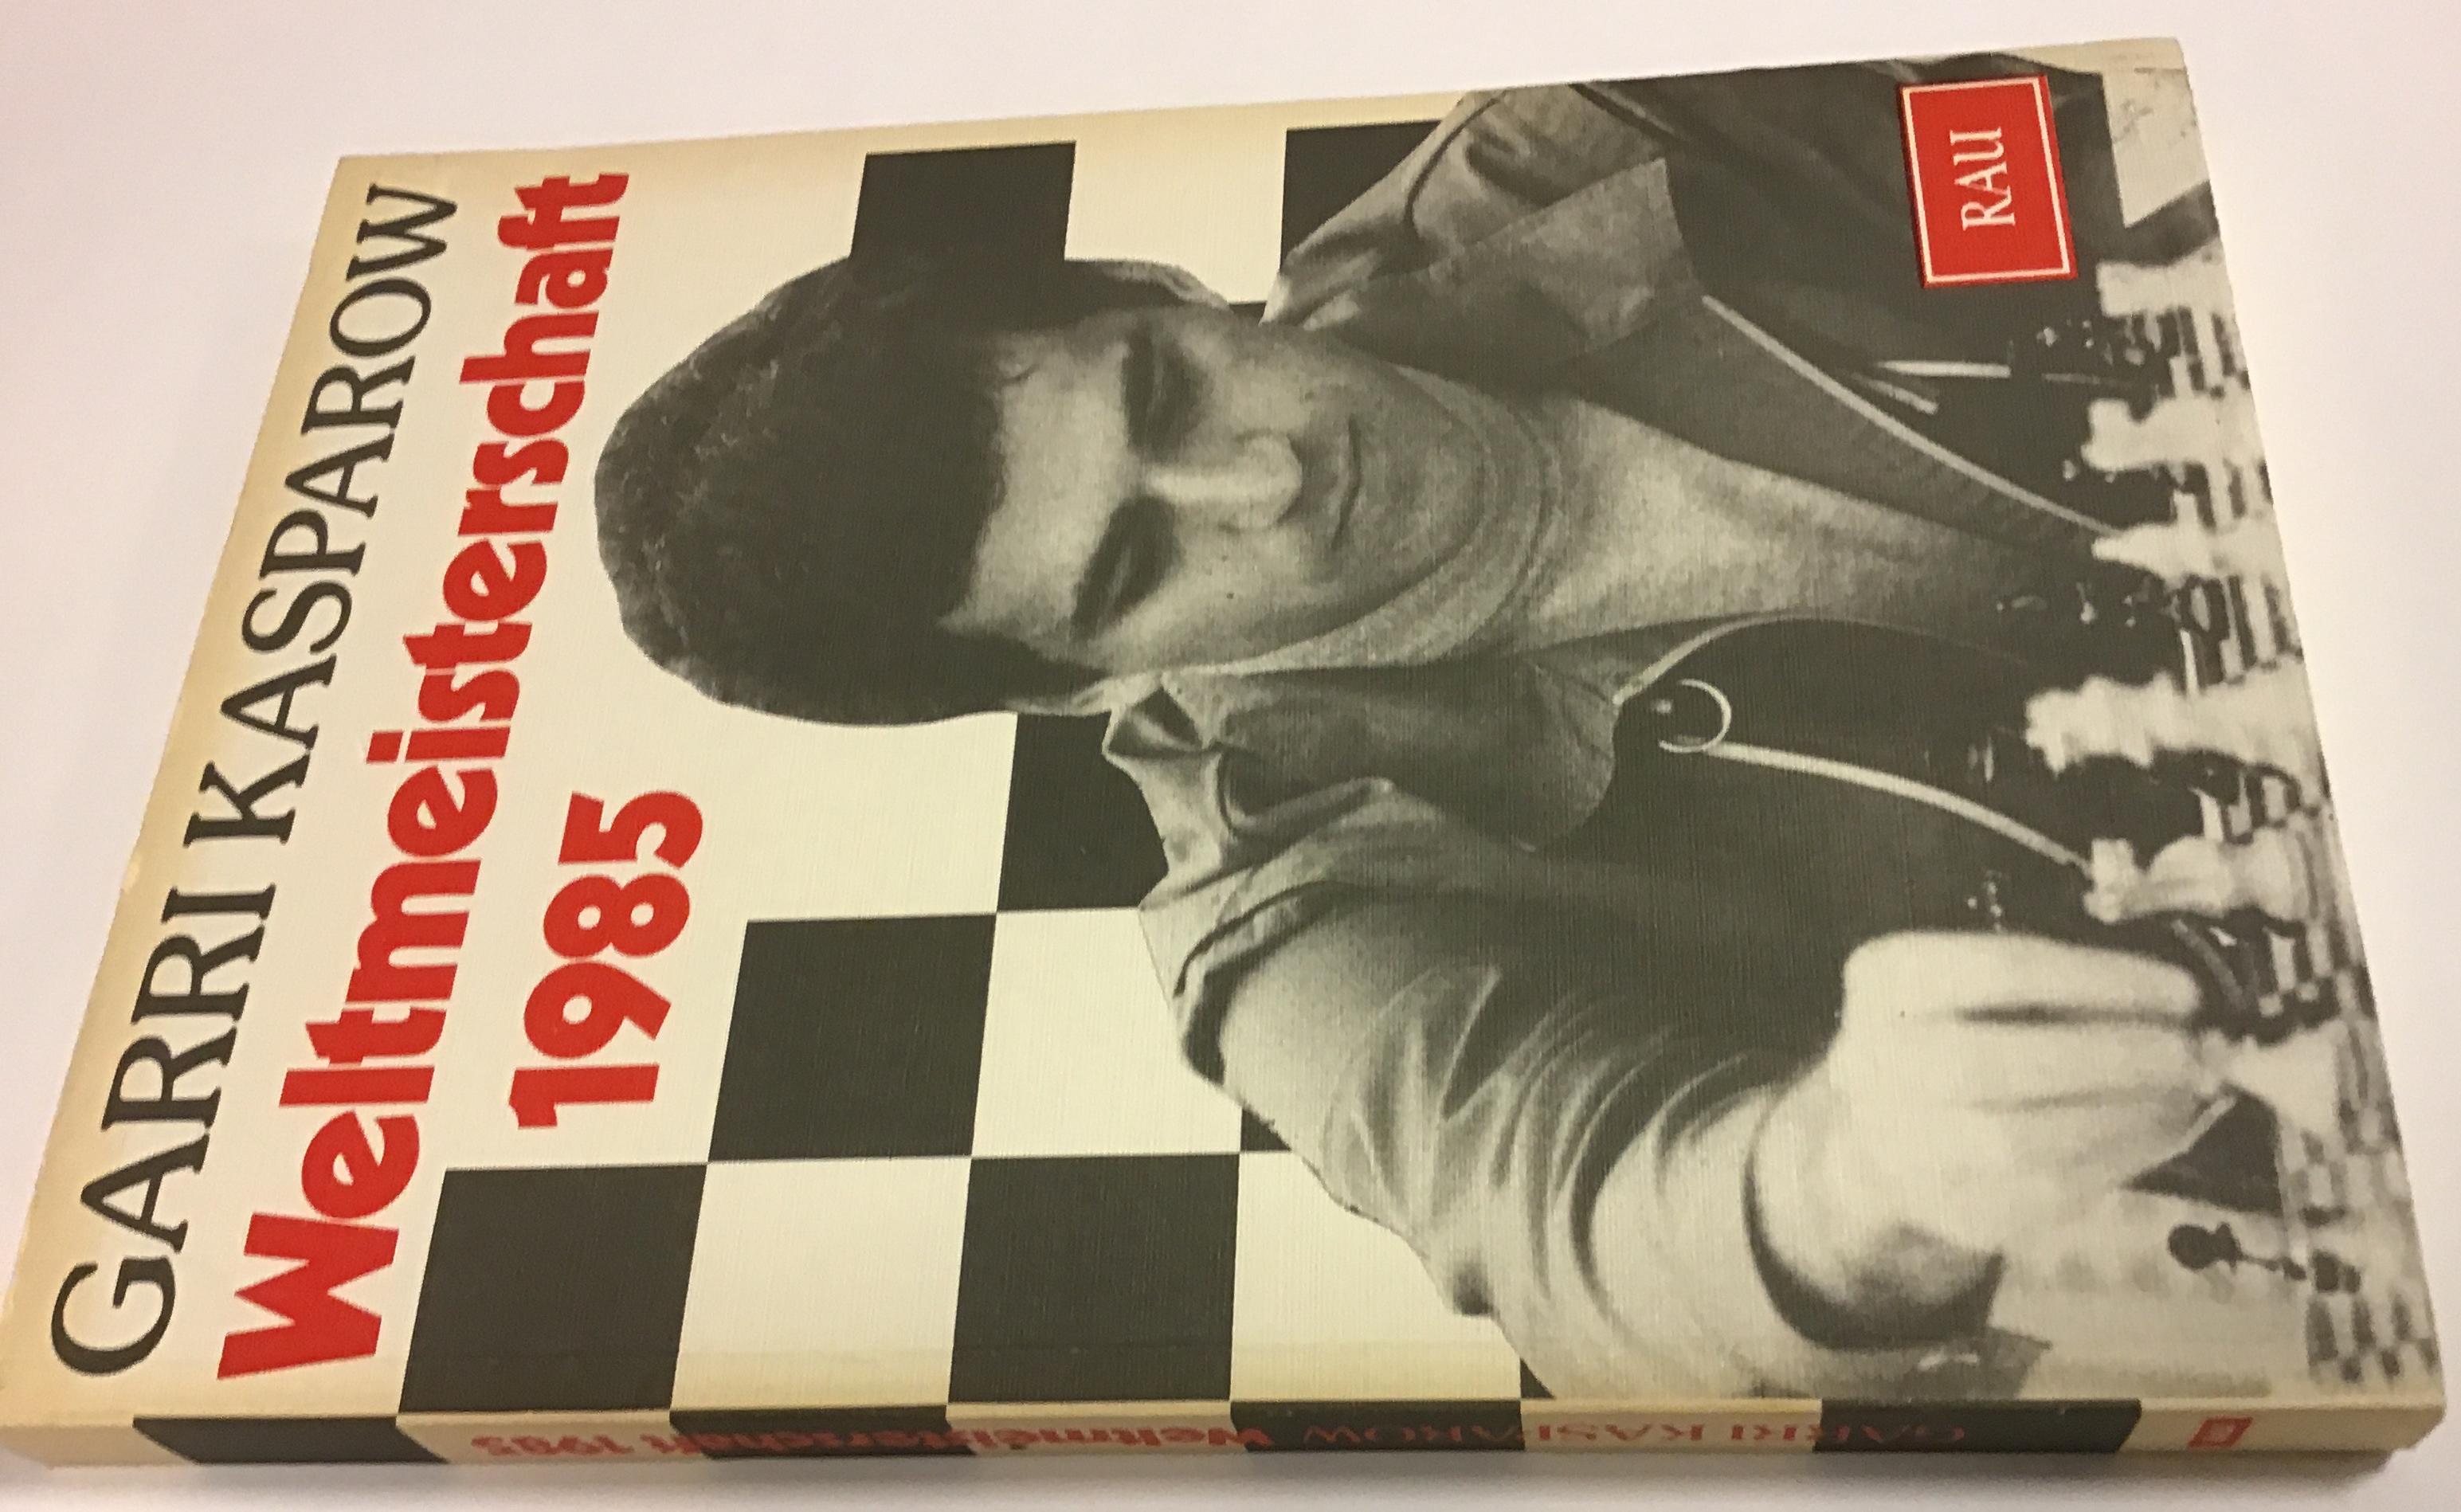 GARRI KASPAROW
Weltmeisterschaft
1985
RAU
GARRI KASPAROW Weltmeisterschaft 1985